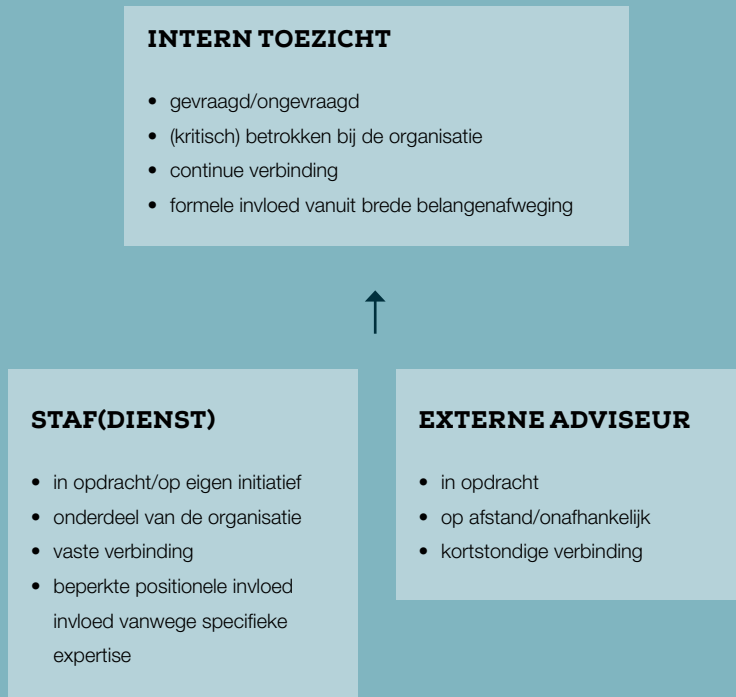 INTERN TOEZICHT
• gevraagd/ongevraagd
• (kritisch) betrokken bij de organisatie
• continue verbinding
• formele invloed vanuit brede belangenafweging
STAF(DIENST)
• in opdracht/op eigen initiatief
• onderdeel van de organisatie
• vaste verbinding
• beperkte positionele invloed
invloed vanwege specifieke
expertise
EXTERNE ADVISEUR
• in opdracht
• op afstand/onafhankelijk
• kortstondige verbinding